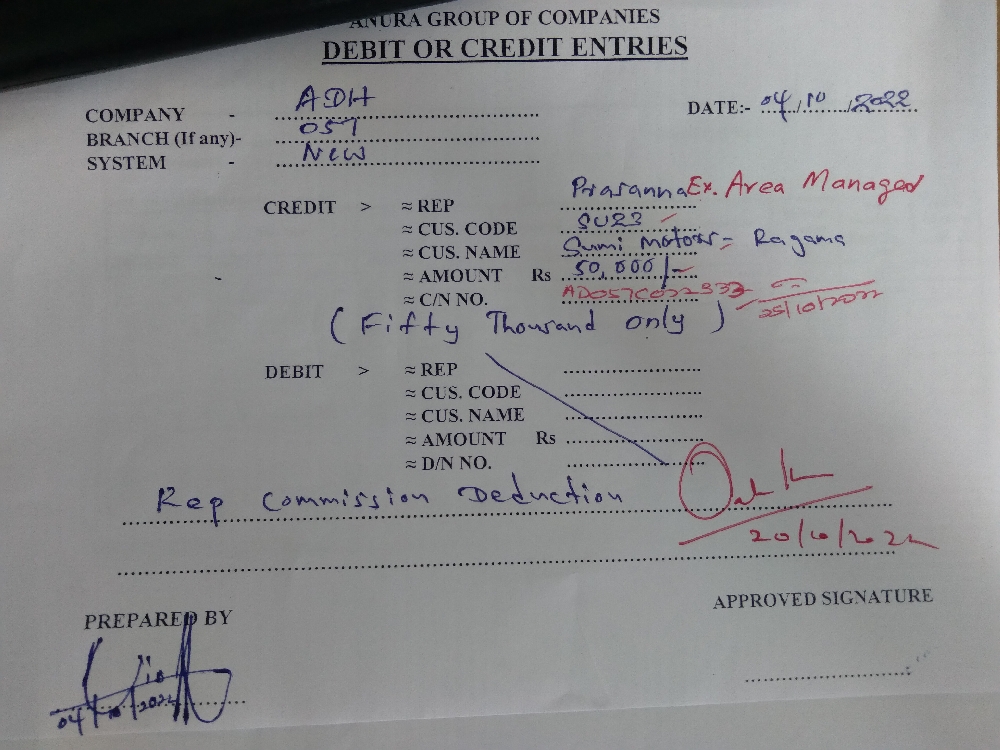 ANURA GROUP OF COMPANIES
DEBIT OR CREDIT ENTRIES
COMPANY - ADH DATE:- 04/10/2022
BRANCH (If any)- 057
SYSTEM - New
CREDIT > ≈ REP Prasanna Ex. Area Managed
≈ CUS. CODE SU23
≈ CUS. NAME Sumi Motors - Ragama
≈ AMOUNT Rs 50,000/-
≈ C/N NO. 25/10/2022
(Fifty Thousand only)
DEBIT > ≈ REP
≈ CUS. CODE
≈ CUS. NAME
≈ AMOUNT Rs
≈ D/N NO.
Rep Commission Deduction
20/10/2022
PREPARED BY APPROVED SIGNATURE
04/10/2022